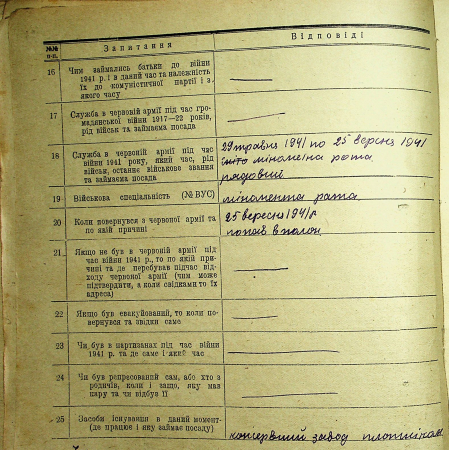 №№ п-п. Запитання Відповіді
16 Чим займались батьки до війни
1941 р. і в даний час та належність
їх до комуністичної партії і з
якого часу
17 Служба в червоній армії під час гро-
мадянської війни 1917—22 років,
рід військ та займаєма посада
18 Служба в червоній армії під час
війни 1941 року, який час, рід
військ, останнє військове звання
та займаєма посада
29 травня 1941 по 25 вересня 1941
мінометна рота
рядовий
19 Військова спеціяльність (№ ВУС)
мінометна рота
20 Коли повернувся з червоної армії та
по якій причині
25 вересня 1941 р
попав в полон
21 Якщо не був в червоній армії під
час війни 1941 р., то по якій при-
чині та де перебував підчас від-
ходу червоної армії (чим може
підтвердити, а коли свідками то їх
адреса)
22 Якщо був евакуйований, то коли по-
вернувся та звідки саме
23 Чи був в партизанах під час війни
1941 р. та де саме і який час
24 Чи був репресований сам, або хто з
родичів, коли і защо, яку мав
кару та чи відбув її
25 Засоби існування в даний момент-
(де працює і яку займає посаду)
консервний завод плотніком